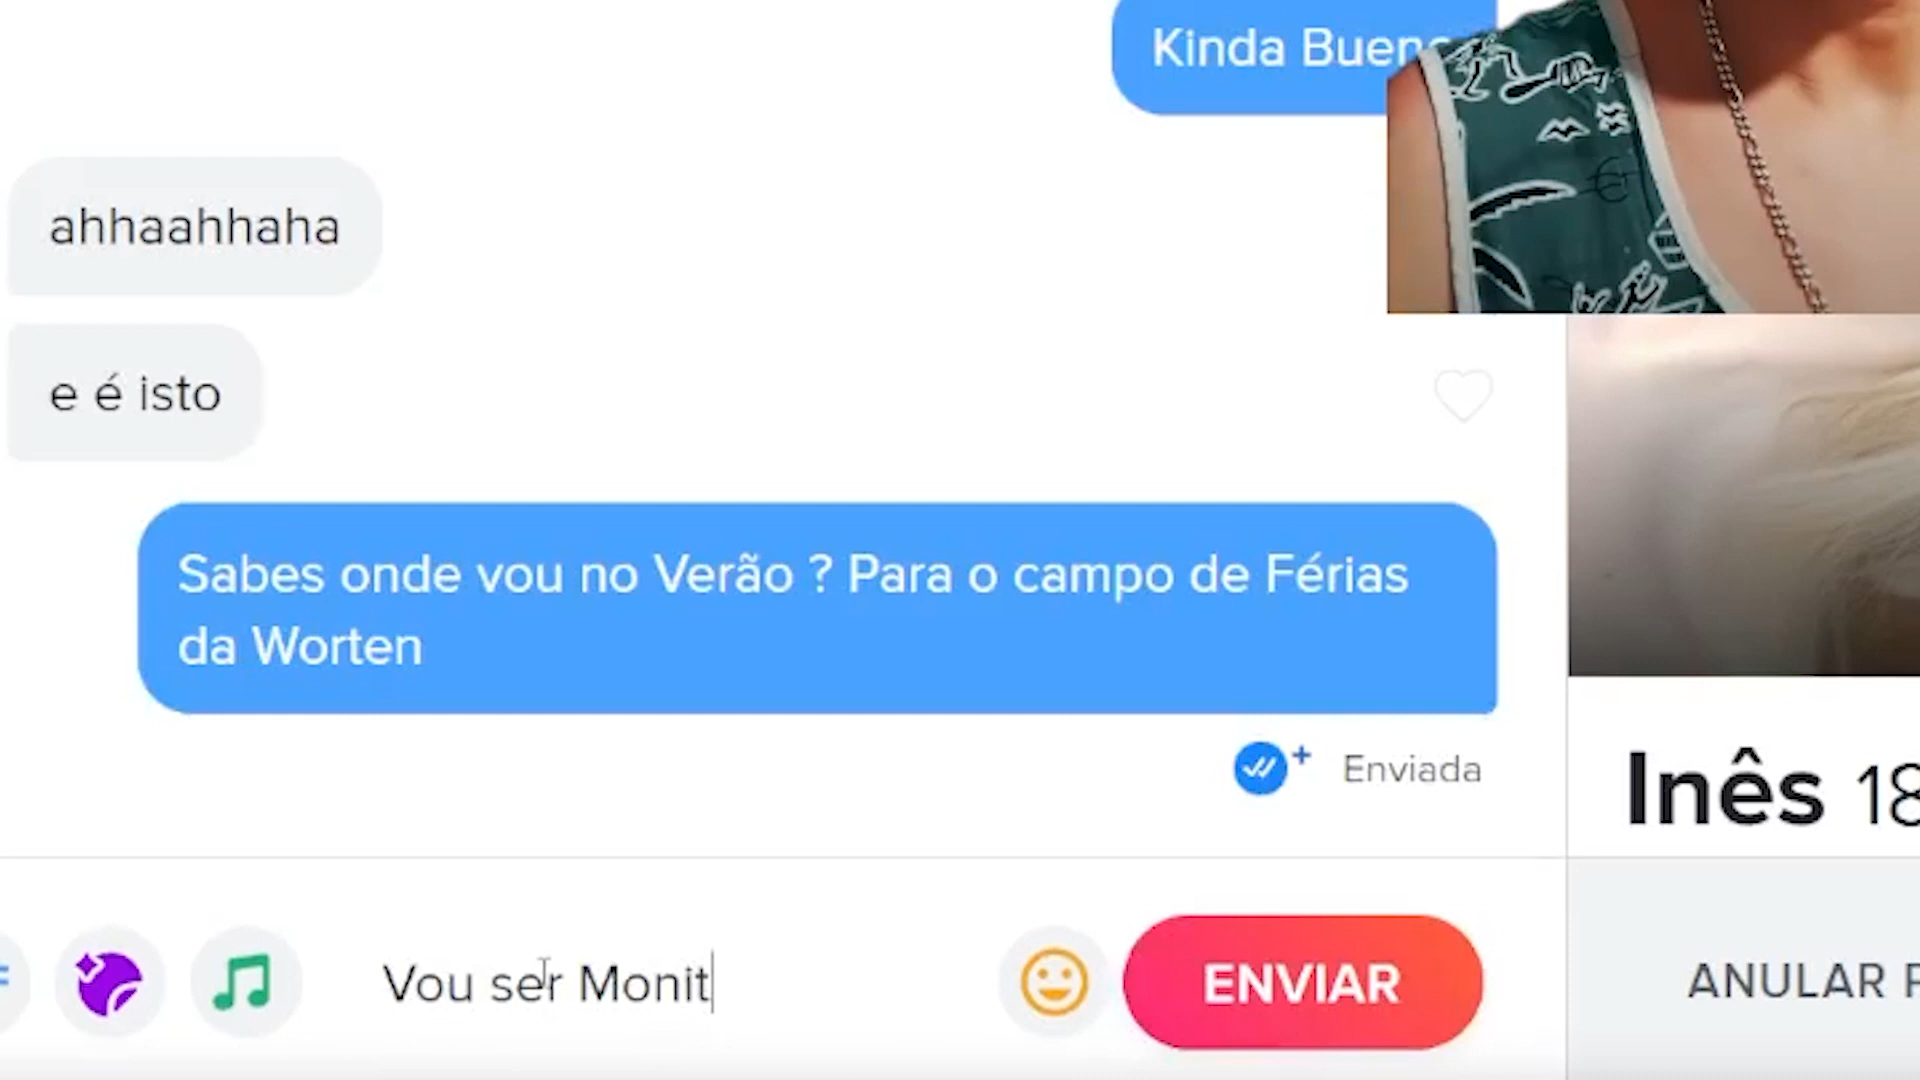 Kinda Bueno
ahhaahhaha
e é isto
Sabes onde vou no Verão ? Para o campo de Férias
da Worten
Enviada
Inês 18
Vou ser Monit
ENVIAR
ANULAR